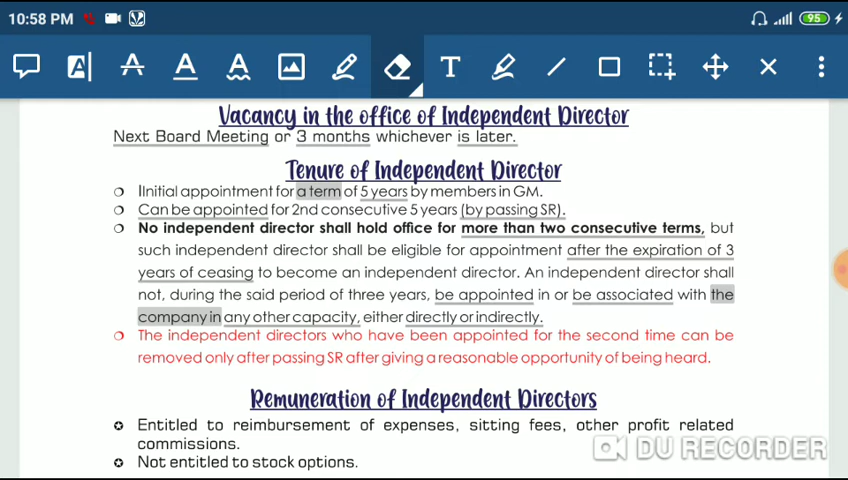 10:58 PM
95
A
A
A
A
T
Vacancy in the office of Independent Director
Next Board Meeting or 3 months whichever is later.
Tenure of Independent Director
IInitial appointment for a term of 5 years by members in GM.
Can be appointed for 2nd consecutive 5 years (by passing SR).
No independent director shall hold office for more than two consecutive terms, but
such independent director shall be eligible for appointment after the expiration of 3
years of ceasing to become an independent director. An independent director shall
not, during the said period of three years, be appointed in or be associated with the
company in any other capacity, either directly or indirectly.
The independent directors who have been appointed for the second time can be
removed only after passing SR after giving a reasonable opportunity of being heard.
Remuneration of Independent Directors
Entitled to reimbursement of expenses, sitting fees, other profit related
commissions.
DU RECORDER
Not entitled to stock options.